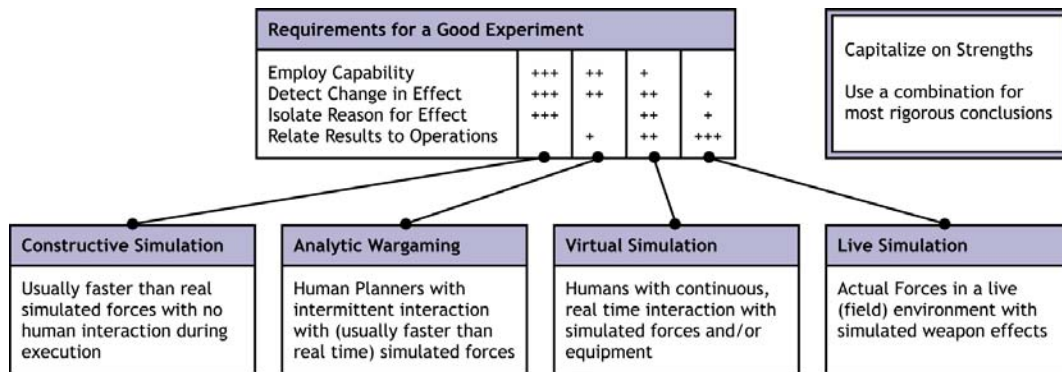 Requirements for a Good Experiment
Employ Capability +++ ++ +
Detect Change in Effect +++ ++ ++ +
Isolate Reason for Effect +++ ++ +
Relate Results to Operations + ++ +++
Capitalize on Strengths
Use a combination for
most rigorous conclusions
Constructive Simulation
Usually faster than real
simulated forces with no
human interaction during
execution
Analytic Wargaming
Human Planners with
intermittent interaction
with (usually faster than
real time) simulated forces
Virtual Simulation
Humans with continuous,
real time interaction with
simulated forces and/or
equipment
Live Simulation
Actual Forces in a live
(field) environment with
simulated weapon effects